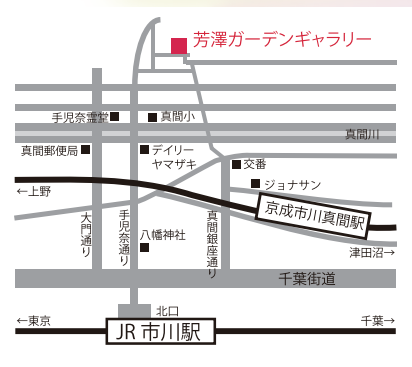 芳澤ガーデンギャラリー
手児奈霊堂
真間小
真間川
真間郵便局
デイリー
ヤマザキ
交番
ジョナサン
←上野
京成市川真間駅
大門通り
手児奈通り
八幡神社
真間銀座通り
津田沼→
千葉街道
北口
←東京
JR 市川駅
千葉→